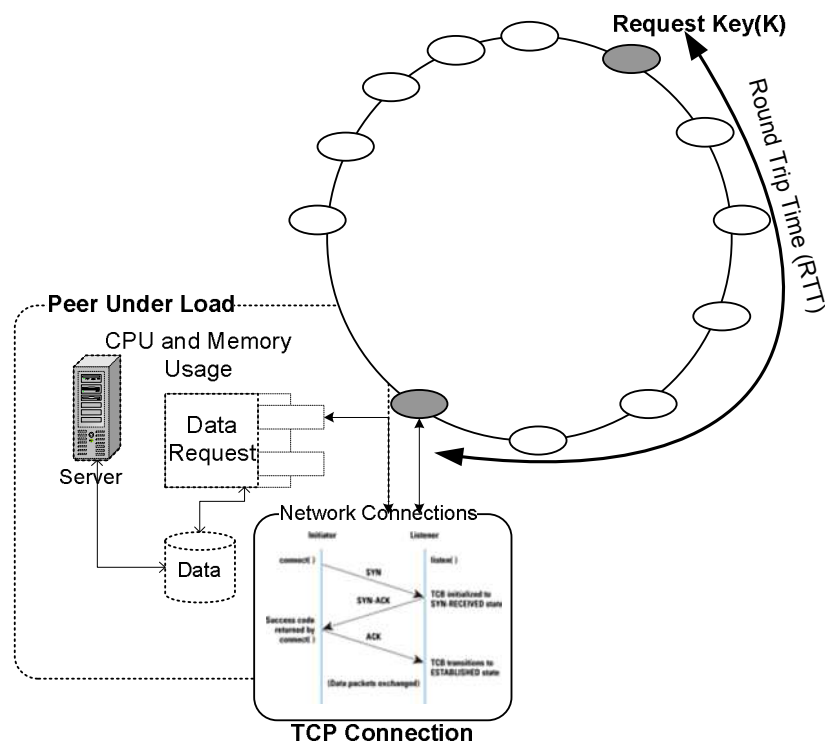 Request Key(K)
Round Trip Time (RTT)
Peer Under Load
CPU and Memory
Usage
Data
Request
Server
Data
Network Connections
Initiator
Listener
connect( )
listen( )
SYN
TCB initialized to
SYN-RECEIVED state
SYN-ACK
Success code
returned by
connect( )
ACK
TCB transitions to
ESTABLISHED state
(Data packets exchanged)
TCP Connection